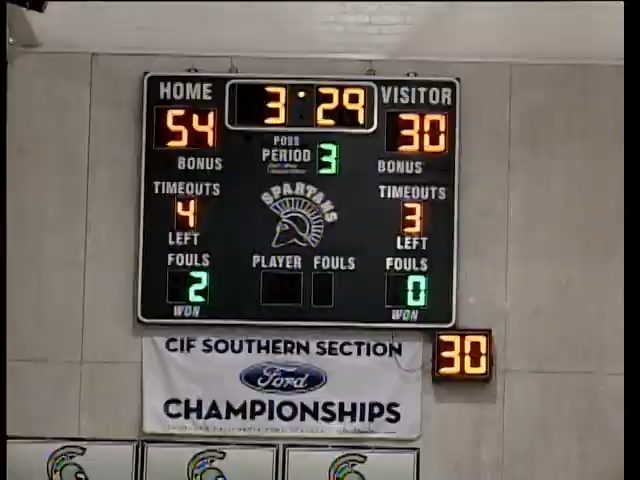 HOME 3:29 VISITOR
54 30
POSS
PERIOD 3
BONUS BONUS
TIMEOUTS TIMEOUTS
SPARTANS
4 3
LEFT LEFT
FOULS PLAYER FOULS FOULS
2 0
WON WON
30
CIF SOUTHERN SECTION
Ford
CHAMPIONSHIPS